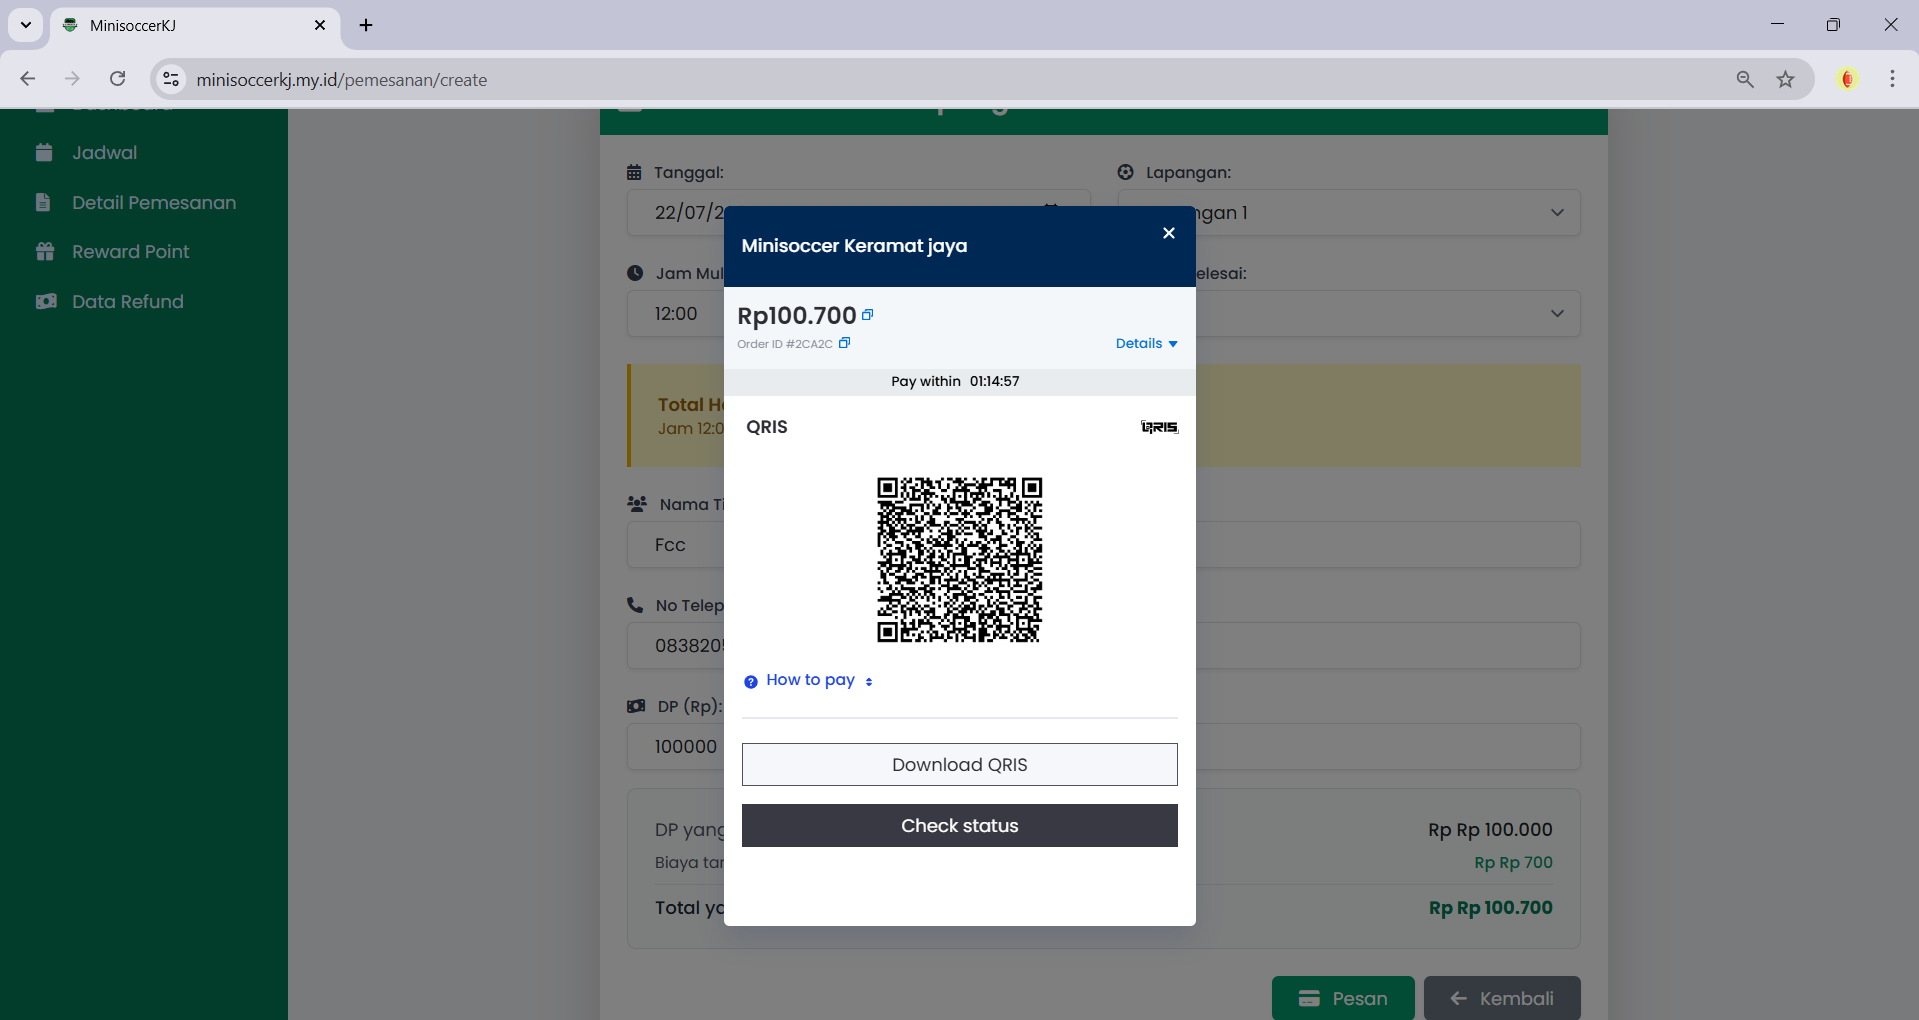 MinisoccerKJ
minisoccerkj.my.id/pemesanan/create
Jadwal
Detail Pemesanan
Reward Point
Data Refund
Tanggal:
Lapangan:
22/07/2
ngan 1
Jam Mul
elesai:
12:00
Total H
Jam 12:0
Nama Ti
Fcc
No Telep
083820
DP (Rp):
100000
DP yang
Rp Rp 100.000
Biaya tar
Rp Rp 700
Total ya
Rp Rp 100.700
Pesan
Kembali
Minisoccer Keramat jaya
Rp100.700
Order ID #2CA2C
Details
Pay within 01:14:57
QRIS
QRIS
How to pay
Download QRIS
Check status